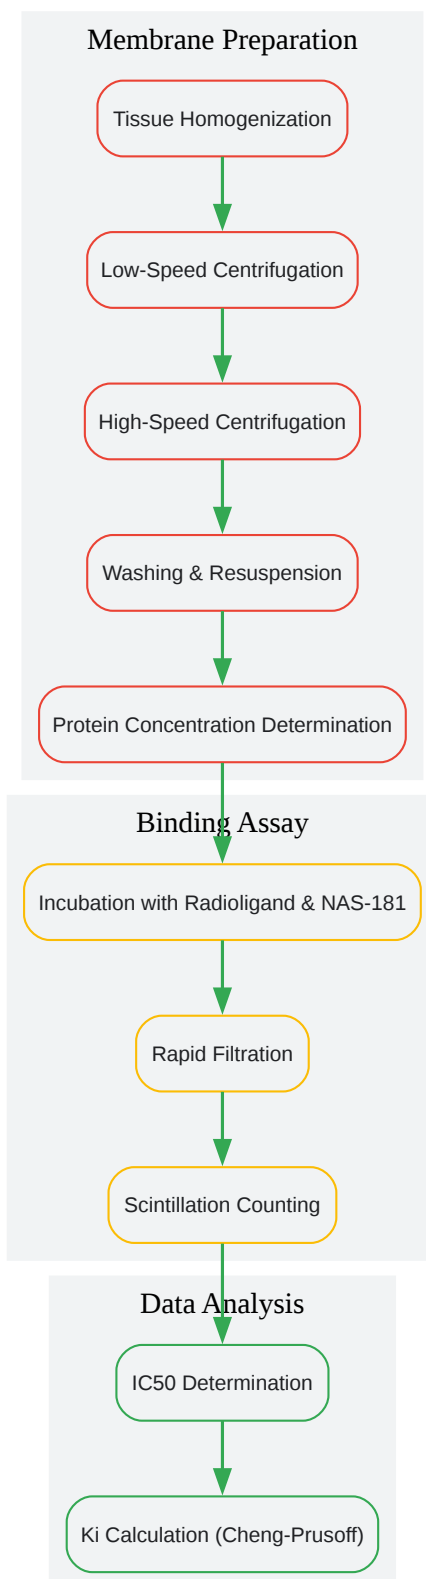 Membrane Preparation
Tissue Homogenization
Low-Speed Centrifugation
High-Speed Centrifugation
Washing & Resuspension
Protein Concentration Determination
Binding Assay
Incubation with Radioligand & NAS-181
Rapid Filtration
Scintillation Counting
Data Analysis
IC50 Determination
Ki Calculation (Cheng-Prusoff)